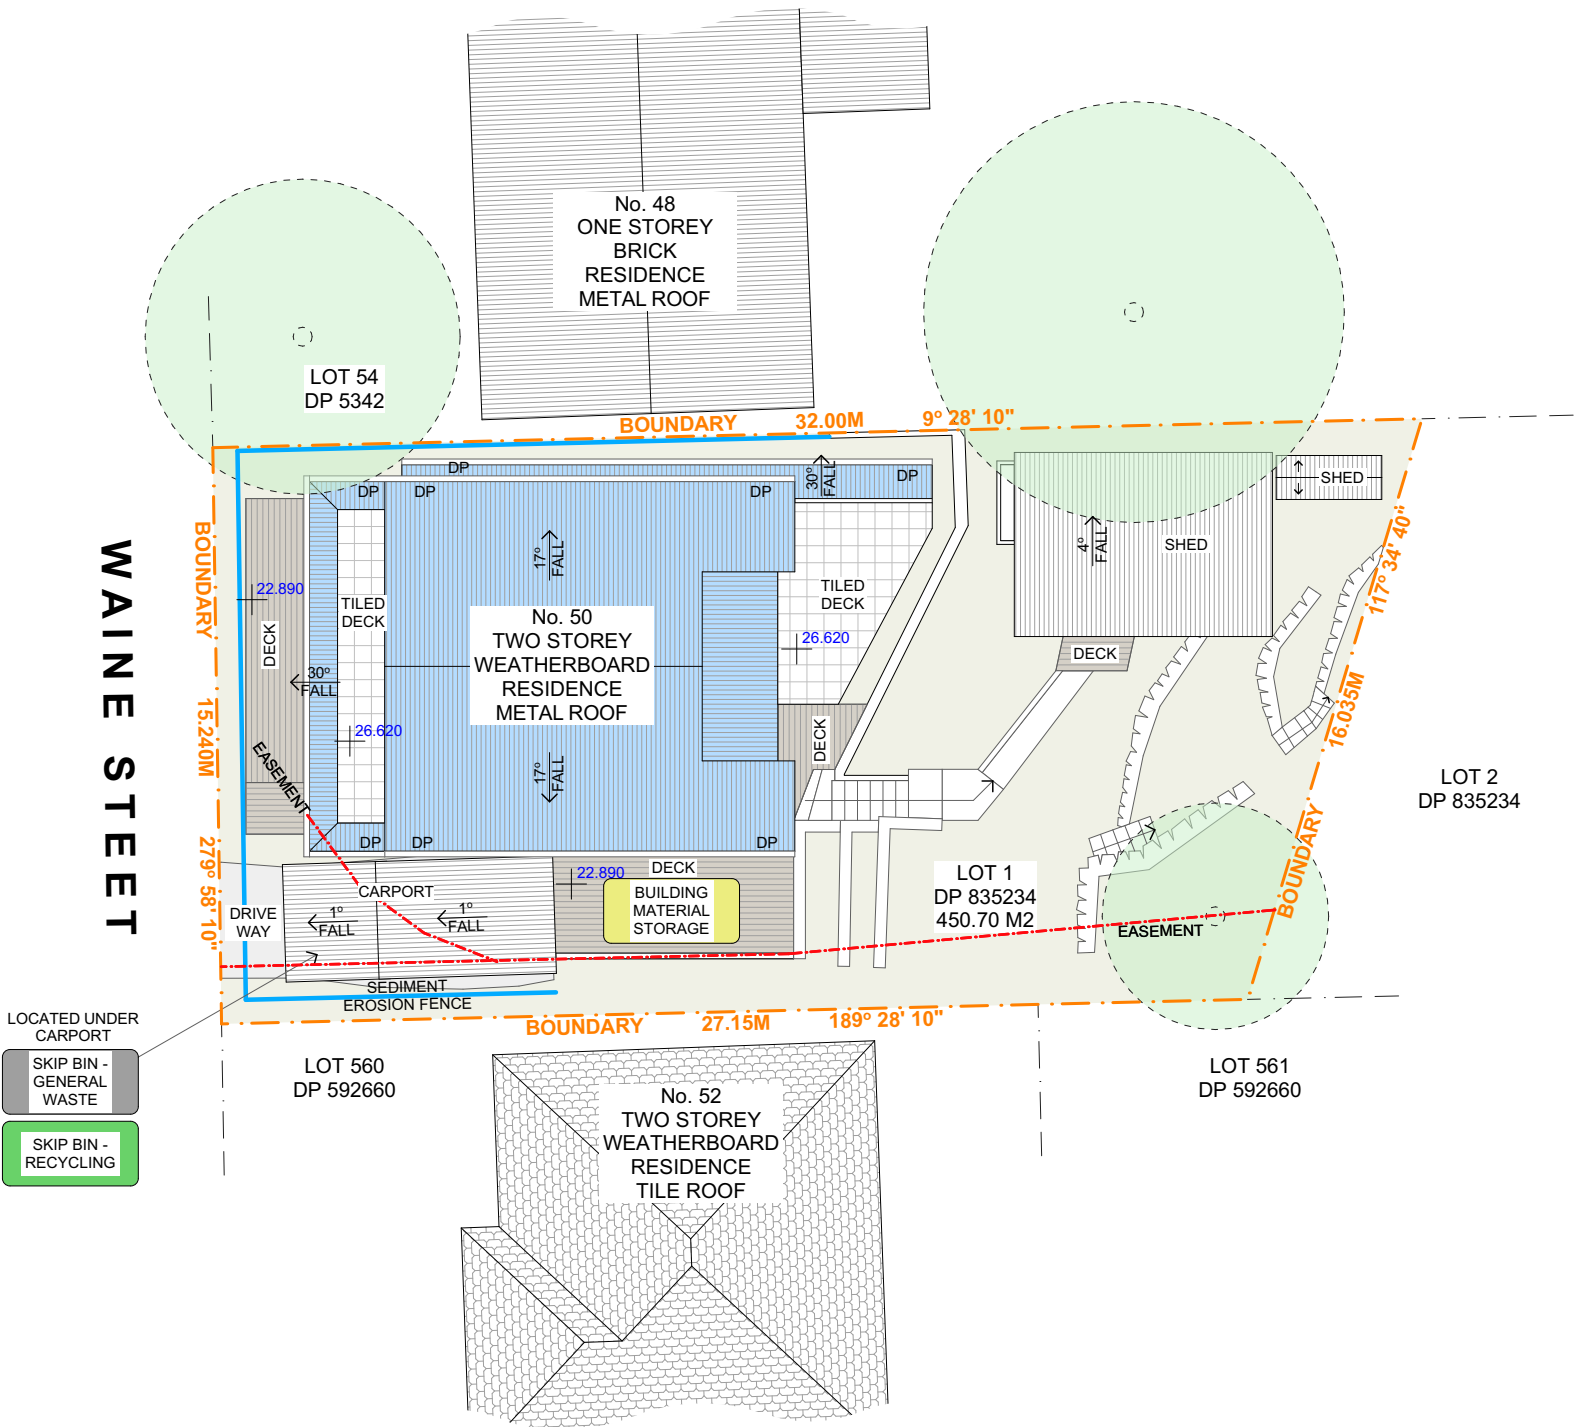 No. 48
ONE STOREY
BRICK
RESIDENCE
METAL ROOF
LOT 54
DP 5342
BOUNDARY 32.00M 9° 28' 10"
DP
DP
DP
DP
DP
30°
FALL
SHED
SHED
4°
FALL
117° 34' 40"
16.035M
BOUNDARY
WAINE STEET
BOUNDARY
15.240M
279° 58' 10"
22.890
DECK
TILED
DECK
17°
FALL
TILED
DECK
26.620
No. 50
TWO STOREY
WEATHERBOARD
RESIDENCE
METAL ROOF
DECK
30°
FALL
26.620
DECK
EASEMENT
17°
FALL
DP
DP
DP
LOT 2
DP 835234
22.890
DECK
BUILDING
MATERIAL
STORAGE
CARPORT
1°
FALL
1°
FALL
DRIVE
WAY
LOT 1
DP 835234
450.70 M2
EASEMENT
SEDIMENT
EROSION FENCE
BOUNDARY 27.15M 189° 28' 10"
LOCATED UNDER
CARPORT
SKIP BIN -
GENERAL
WASTE
SKIP BIN -
RECYCLING
LOT 560
DP 592660
No. 52
TWO STOREY
WEATHERBOARD
RESIDENCE
TILE ROOF
LOT 561
DP 592660